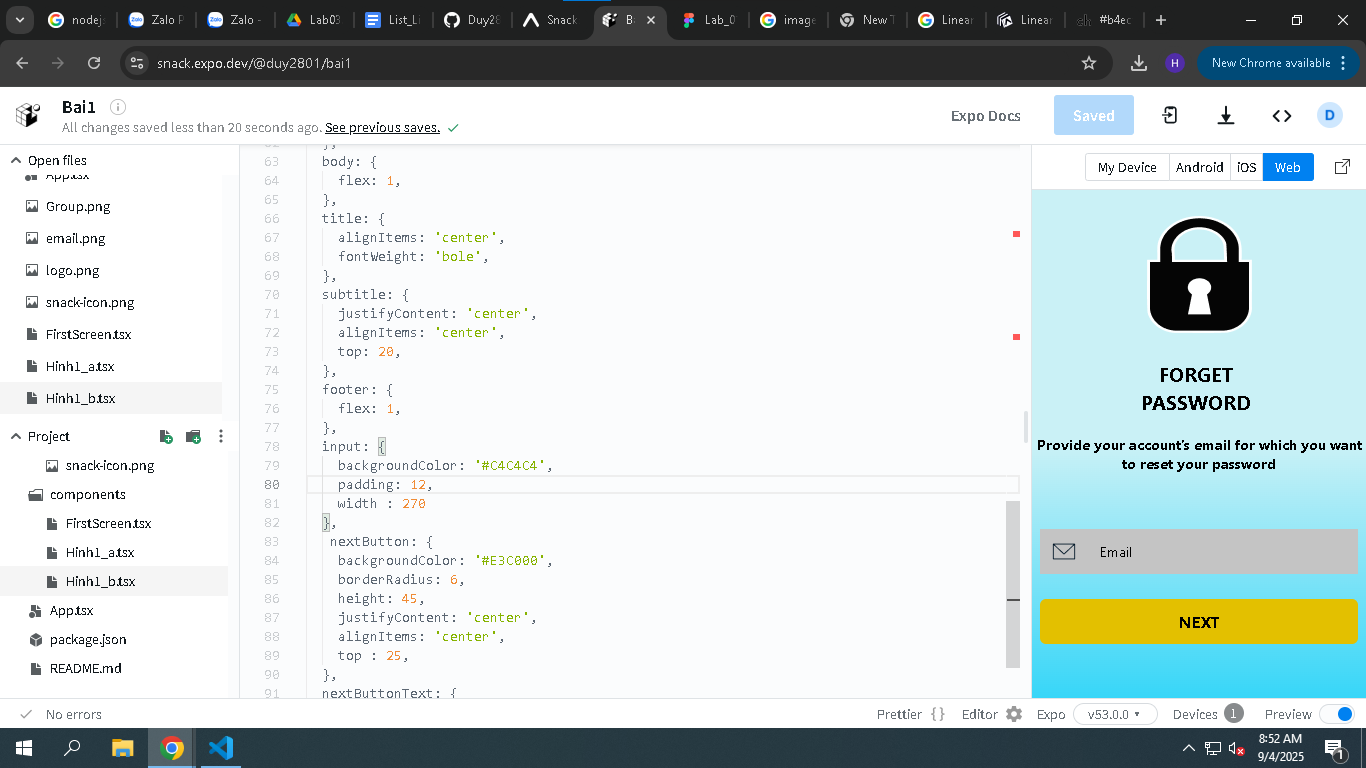 nodejs
Zalo P
Zalo -
Lab03
List_Li
Duy28
Snack
Ba
Lab_0
image
New T
Linear
Linear
#b4ec
snack.expo.dev/@duy2801/bai1
H
New Chrome available
Bai1
All changes saved less than 20 seconds ago. See previous saves.
Expo Docs
Saved
D
Open files
App.tsx
Group.png
email.png
logo.png
snack-icon.png
FirstScreen.tsx
Hinh1_a.tsx
Hinh1_b.tsx
Project
snack-icon.png
components
FirstScreen.tsx
Hinh1_a.tsx
Hinh1_b.tsx
App.tsx
package.json
README.md
62 },
63 body: {
64 flex: 1,
65 },
66 title: {
67 alignItems: 'center',
68 fontWeight: 'bole',
69 },
70 subtitle: {
71 justifyContent: 'center',
72 alignItems: 'center',
73 top: 20,
74 },
75 footer: {
76 flex: 1,
77 },
78 input: {
79 backgroundColor: '#C4C4C4',
80 padding: 12,
81 width : 270
82 },
83 nextButton: {
84 backgroundColor: '#E3C000',
85 borderRadius: 6,
86 height: 45,
87 justifyContent: 'center',
88 alignItems: 'center',
89 top : 25,
90 },
91 nextButtonText: {
My Device
Android
iOS
Web
FORGET
PASSWORD
Provide your account's email for which you want
to reset your password
Email
NEXT
No errors
Prettier {}
Editor
Expo
v53.0.0
Devices 1
Preview
8:52 AM
9/4/2025
1